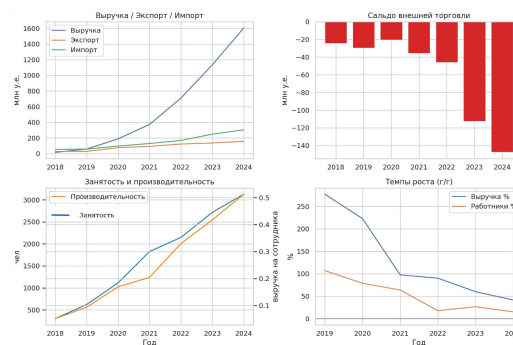 Выручка / Экспорт / Импорт
млн у.е.
1600
1400
1200
1000
800
600
400
200
0
Выручка
Экспорт
Импорт
2018 2019 2020 2021 2022 2023 2024
Сальдо внешней торговли
млн у.е.
0
−20
−40
−60
−80
−100
−120
−140
2018 2019 2020 2021 2022 2023 2024
Занятость и производительность
чел
3000
2500
2000
1500
1000
500
Производительность
Занятость
0.5
0.4
0.3
0.2
0.1
выручка на сотрудника
2018 2019 2020 2021 2022 2023 2024
Год
Темпы роста (г/г)
%
250
200
150
100
50
0
Выручка %
Работники %
2019 2020 2021 2022 2023
Год